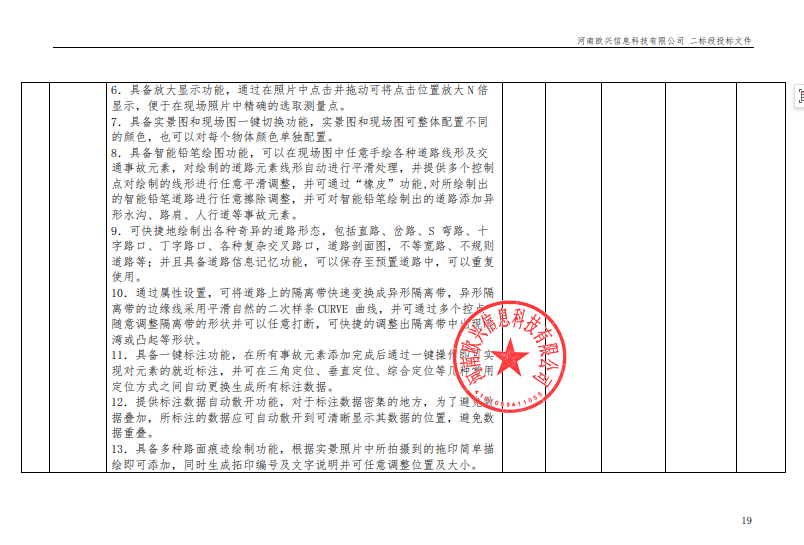 河南欧兴信息科技有限公司 二标段投标文件
6. 具备放大显示功能，通过在照片中点击并拖动可将点击位置放大 N 倍
显示，便于在现场照片中精确的选取测量点。
7. 具备实景图和现场图一键切换功能，实景图和现场图可整体配置不同
的颜色，也可以对每个物体颜色单独配置。
8. 具备智能铅笔绘图功能，可以在现场图中任意手绘各种道路线形及交
通事故元素，对绘制的道路元素线形自动进行平滑处理，并提供多个控制
点对绘制的线形进行任意平滑调整，并可通过“橡皮”功能，对所绘制出
的智能铅笔道路进行任意擦除调整，并可对智能铅笔绘制出的道路添加异
形水沟、路肩、人行道等事故元素。
9. 可快捷地绘制出各种奇异的道路形态，包括直路、岔路、S 弯路、十
字路口、丁字路口、各种复杂交叉路口，道路剖面图，不等宽路、不规则
道路等；并且具备道路信息记忆功能，可以保存至预置道路中，可以重复
使用。
10. 通过属性设置，可将道路上的隔离带快速变换成异形隔离带，异形隔
离带的边缘线采用平滑自然的二次样条 CURVE 曲线，并可通过多个控点
随意调整隔离带的形状并可以任意打断，可快捷的调整出隔离带中出现
湾或凸起等形状。
11. 具备一键标注功能，在所有事故元素添加完成后通过一键操作即可实
现对元素的就近标注，并可在三角定位、垂直定位、综合定位等几种常用
定位方式之间自动更换生成所有标注数据。
12. 提供标注数据自动散开功能，对于标注数据密集的地方，为了避免数
据叠加，所标注的数据应可自动散开到可清晰显示其数据的位置，避免数
据重叠。
13. 具备多种路面痕迹绘制功能，根据实景照片中所拍摄到的拖印简单描
绘即可添加，同时生成拓印编号及文字说明并可任意调整位置及大小。
河南欧兴信息科技有限公司
19